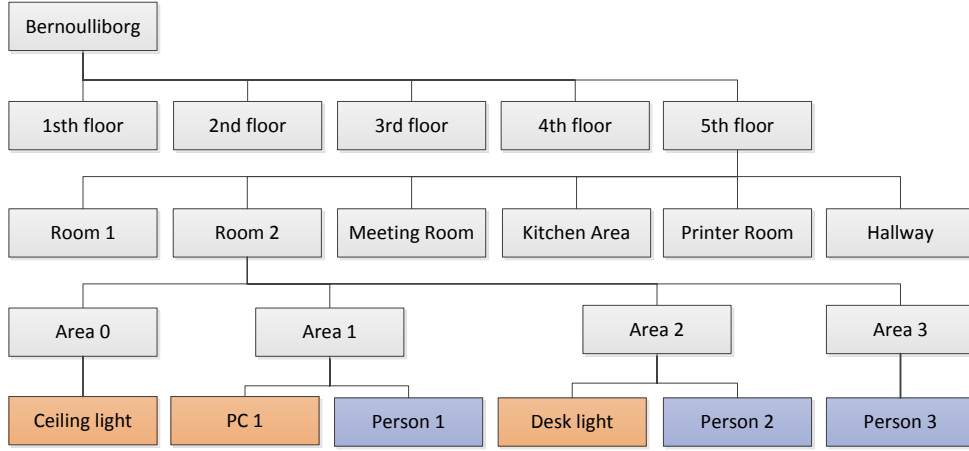 Bernoulliborg
1sth floor
2nd floor
3rd floor
4th floor
5th floor
Room 1
Room 2
Meeting Room
Kitchen Area
Printer Room
Hallway
Area 0
Area 1
Area 2
Area 3
Ceiling light
PC 1
Person 1
Desk light
Person 2
Person 3